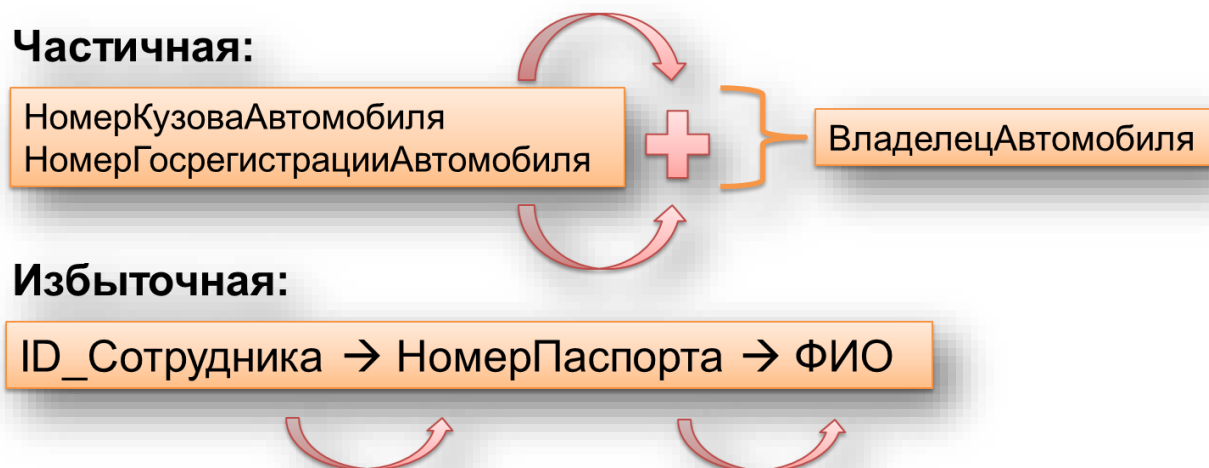 Частичная:
НомерКузоваАвтомобиля
НомерГосрегистрацииАвтомобиля
ВладелецАвтомобиля
Избыточная:
ID_Сотрудника → НомерПаспорта → ФИО